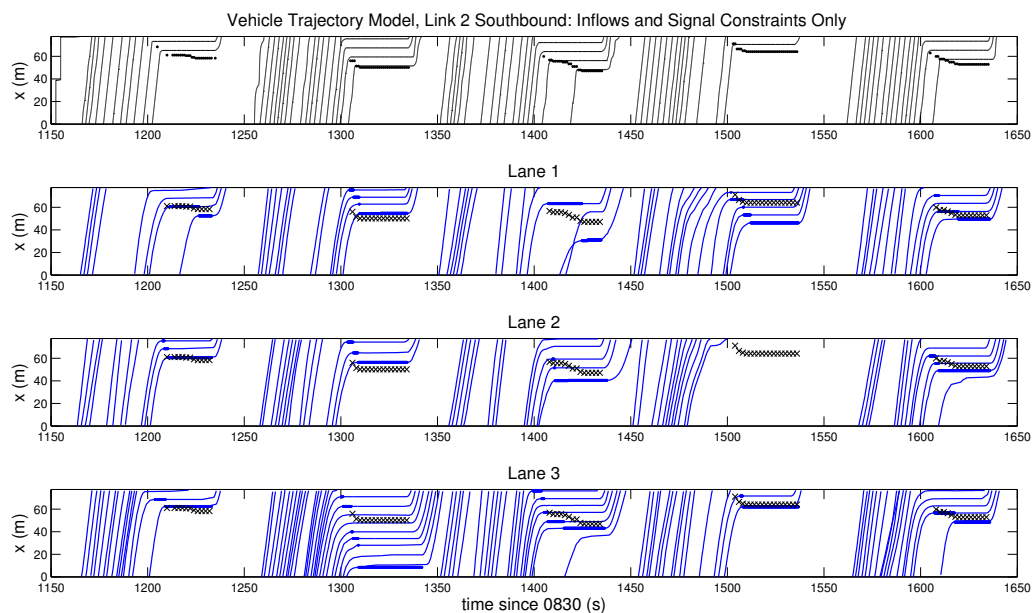 Vehicle Trajectory Model, Link 2 Southbound: Inflows and Signal Constraints Only
x (m)
60
40
20
0
1150 1200 1250 1300 1350 1400 1450 1500 1550 1600 1650
Lane 1
x (m)
60
40
20
0
1150 1200 1250 1300 1350 1400 1450 1500 1550 1600 1650
Lane 2
x (m)
60
40
20
0
1150 1200 1250 1300 1350 1400 1450 1500 1550 1600 1650
Lane 3
x (m)
60
40
20
0
1150 1200 1250 1300 1350 1400 1450 1500 1550 1600 1650
time since 0830 (s)